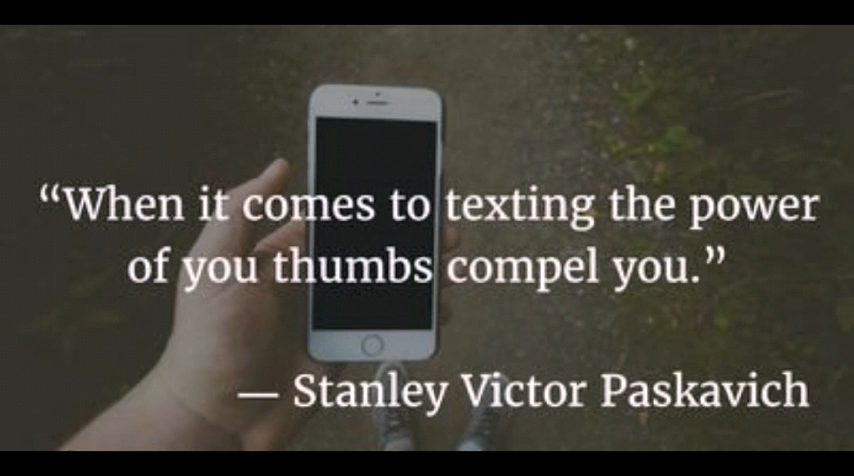 “When it comes to texting the power
of you thumbs compel you.”
— Stanley Victor Paskavich